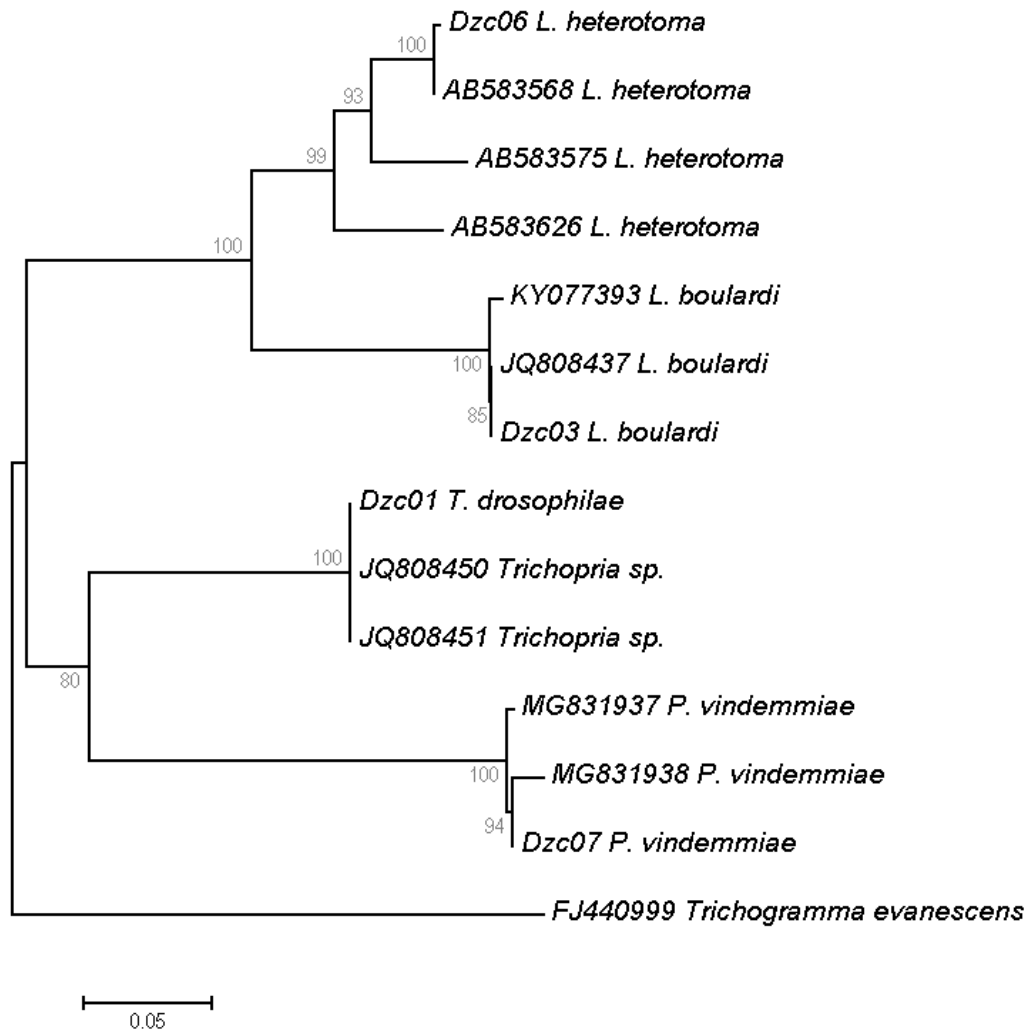 Dzc06 L. heterotoma
100
AB583568 L. heterotoma
93
AB583575 L. heterotoma
99
AB583626 L. heterotoma
100
KY077393 L. boulardi
100
JQ808437 L. boulardi
85
Dzc03 L. boulardi
Dzc01 T. drosophilae
100
JQ808450 Trichopria sp.
JQ808451 Trichopria sp.
80
MG831937 P. vindemmiae
100
MG831938 P. vindemmiae
94
Dzc07 P. vindemmiae
FJ440999 Trichogramma evanescens
0.05